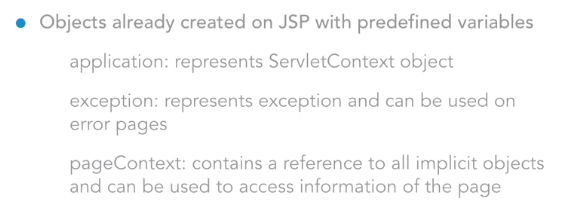 Objects already created on JSP with predefined variables
application: represents ServletContext object
exception: represents exception and can be used on
error pages
pageContext: contains a reference to all implicit objects
and can be used to access information of the page